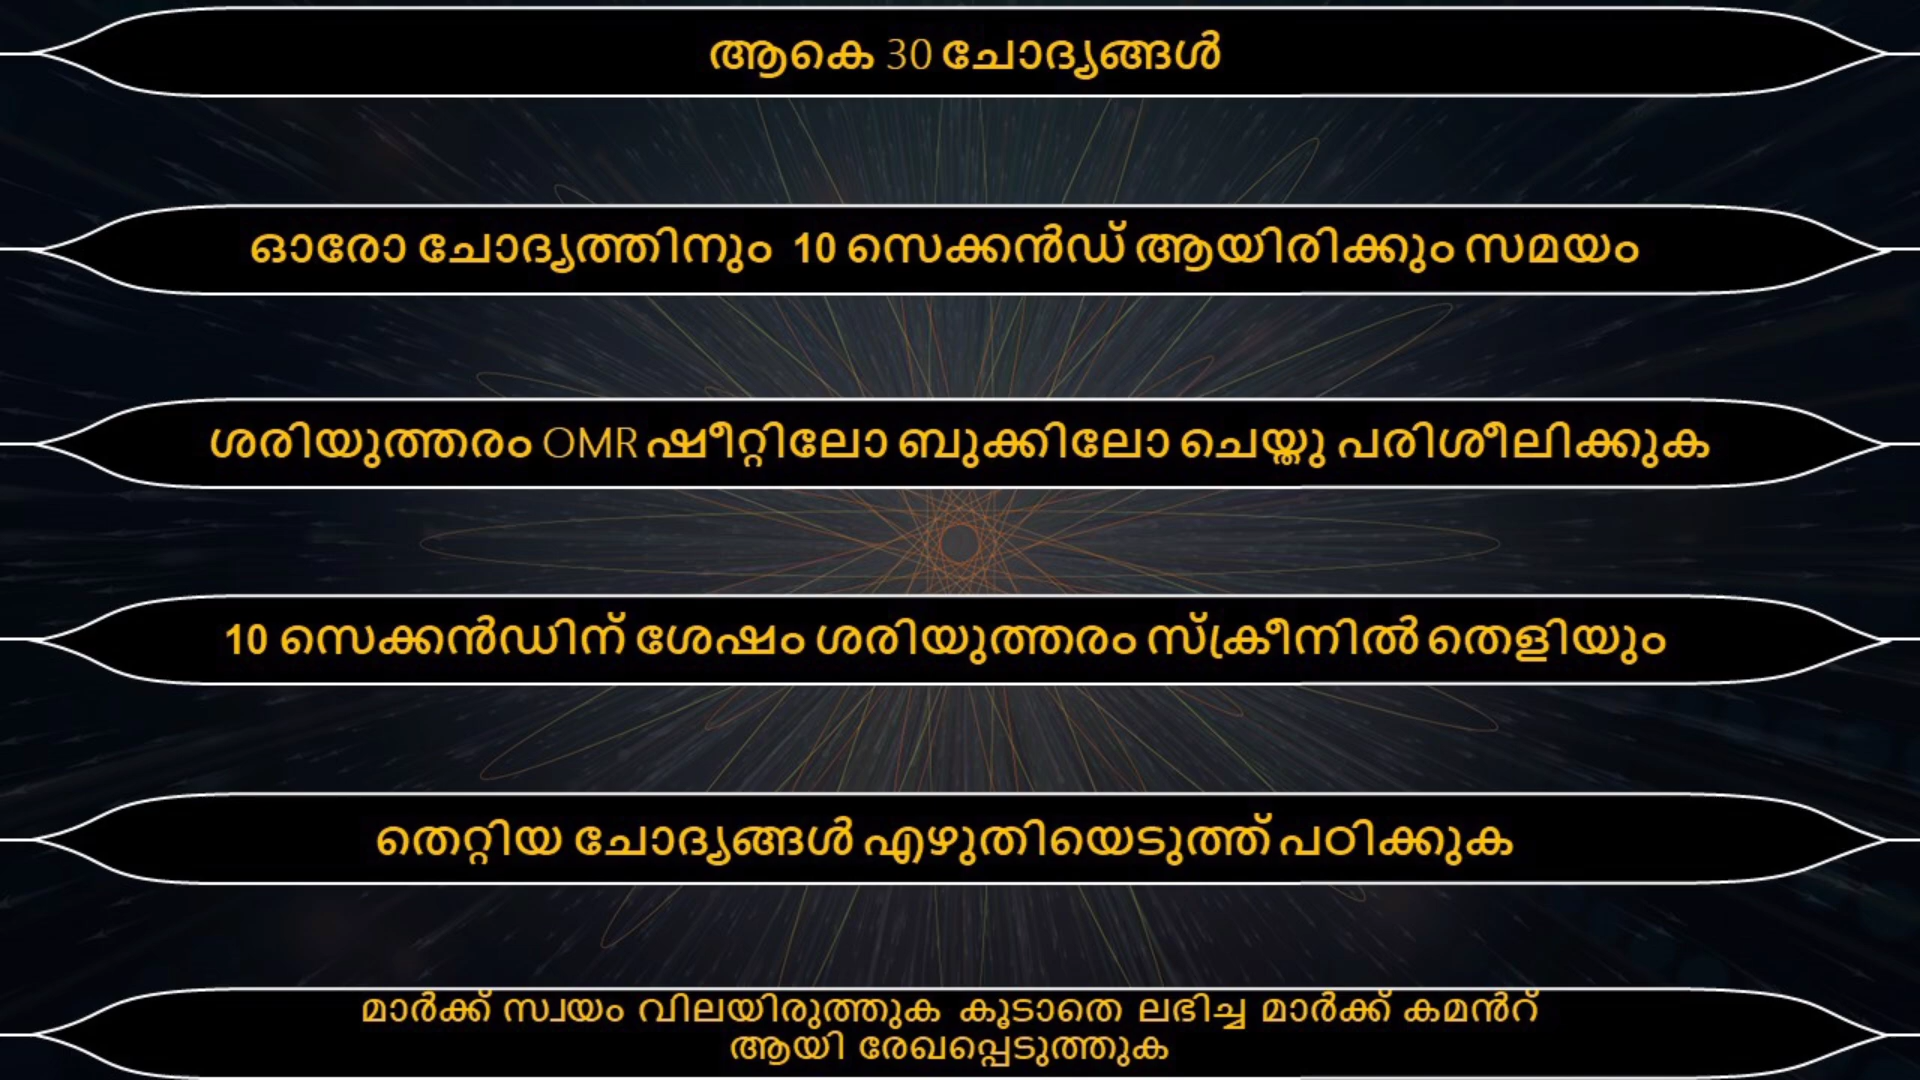 ആകെ 30 ചോദ്യങ്ങൾ
ഓരോ ചോദ്യത്തിനും 10 സെക്കൻഡ് ആയിരിക്കും സമയം
ശരിയുത്തരം OMR ഷീറ്റിലോ ബുക്കിലോ ചെയ്തു പരിശീലിക്കുക
10 സെക്കൻഡിന് ശേഷം ശരിയുത്തരം സ്ക്രീനിൽ തെളിയും
തെറ്റിയ ചോദ്യങ്ങൾ എഴുതിയെടുത്ത് പഠിക്കുക
മാർക്ക് സ്വയം വിലയിരുത്തുക കൂടാതെ ലഭിച്ച മാർക്ക് കമൻറ്
ആയി രേഖപ്പെടുത്തുക